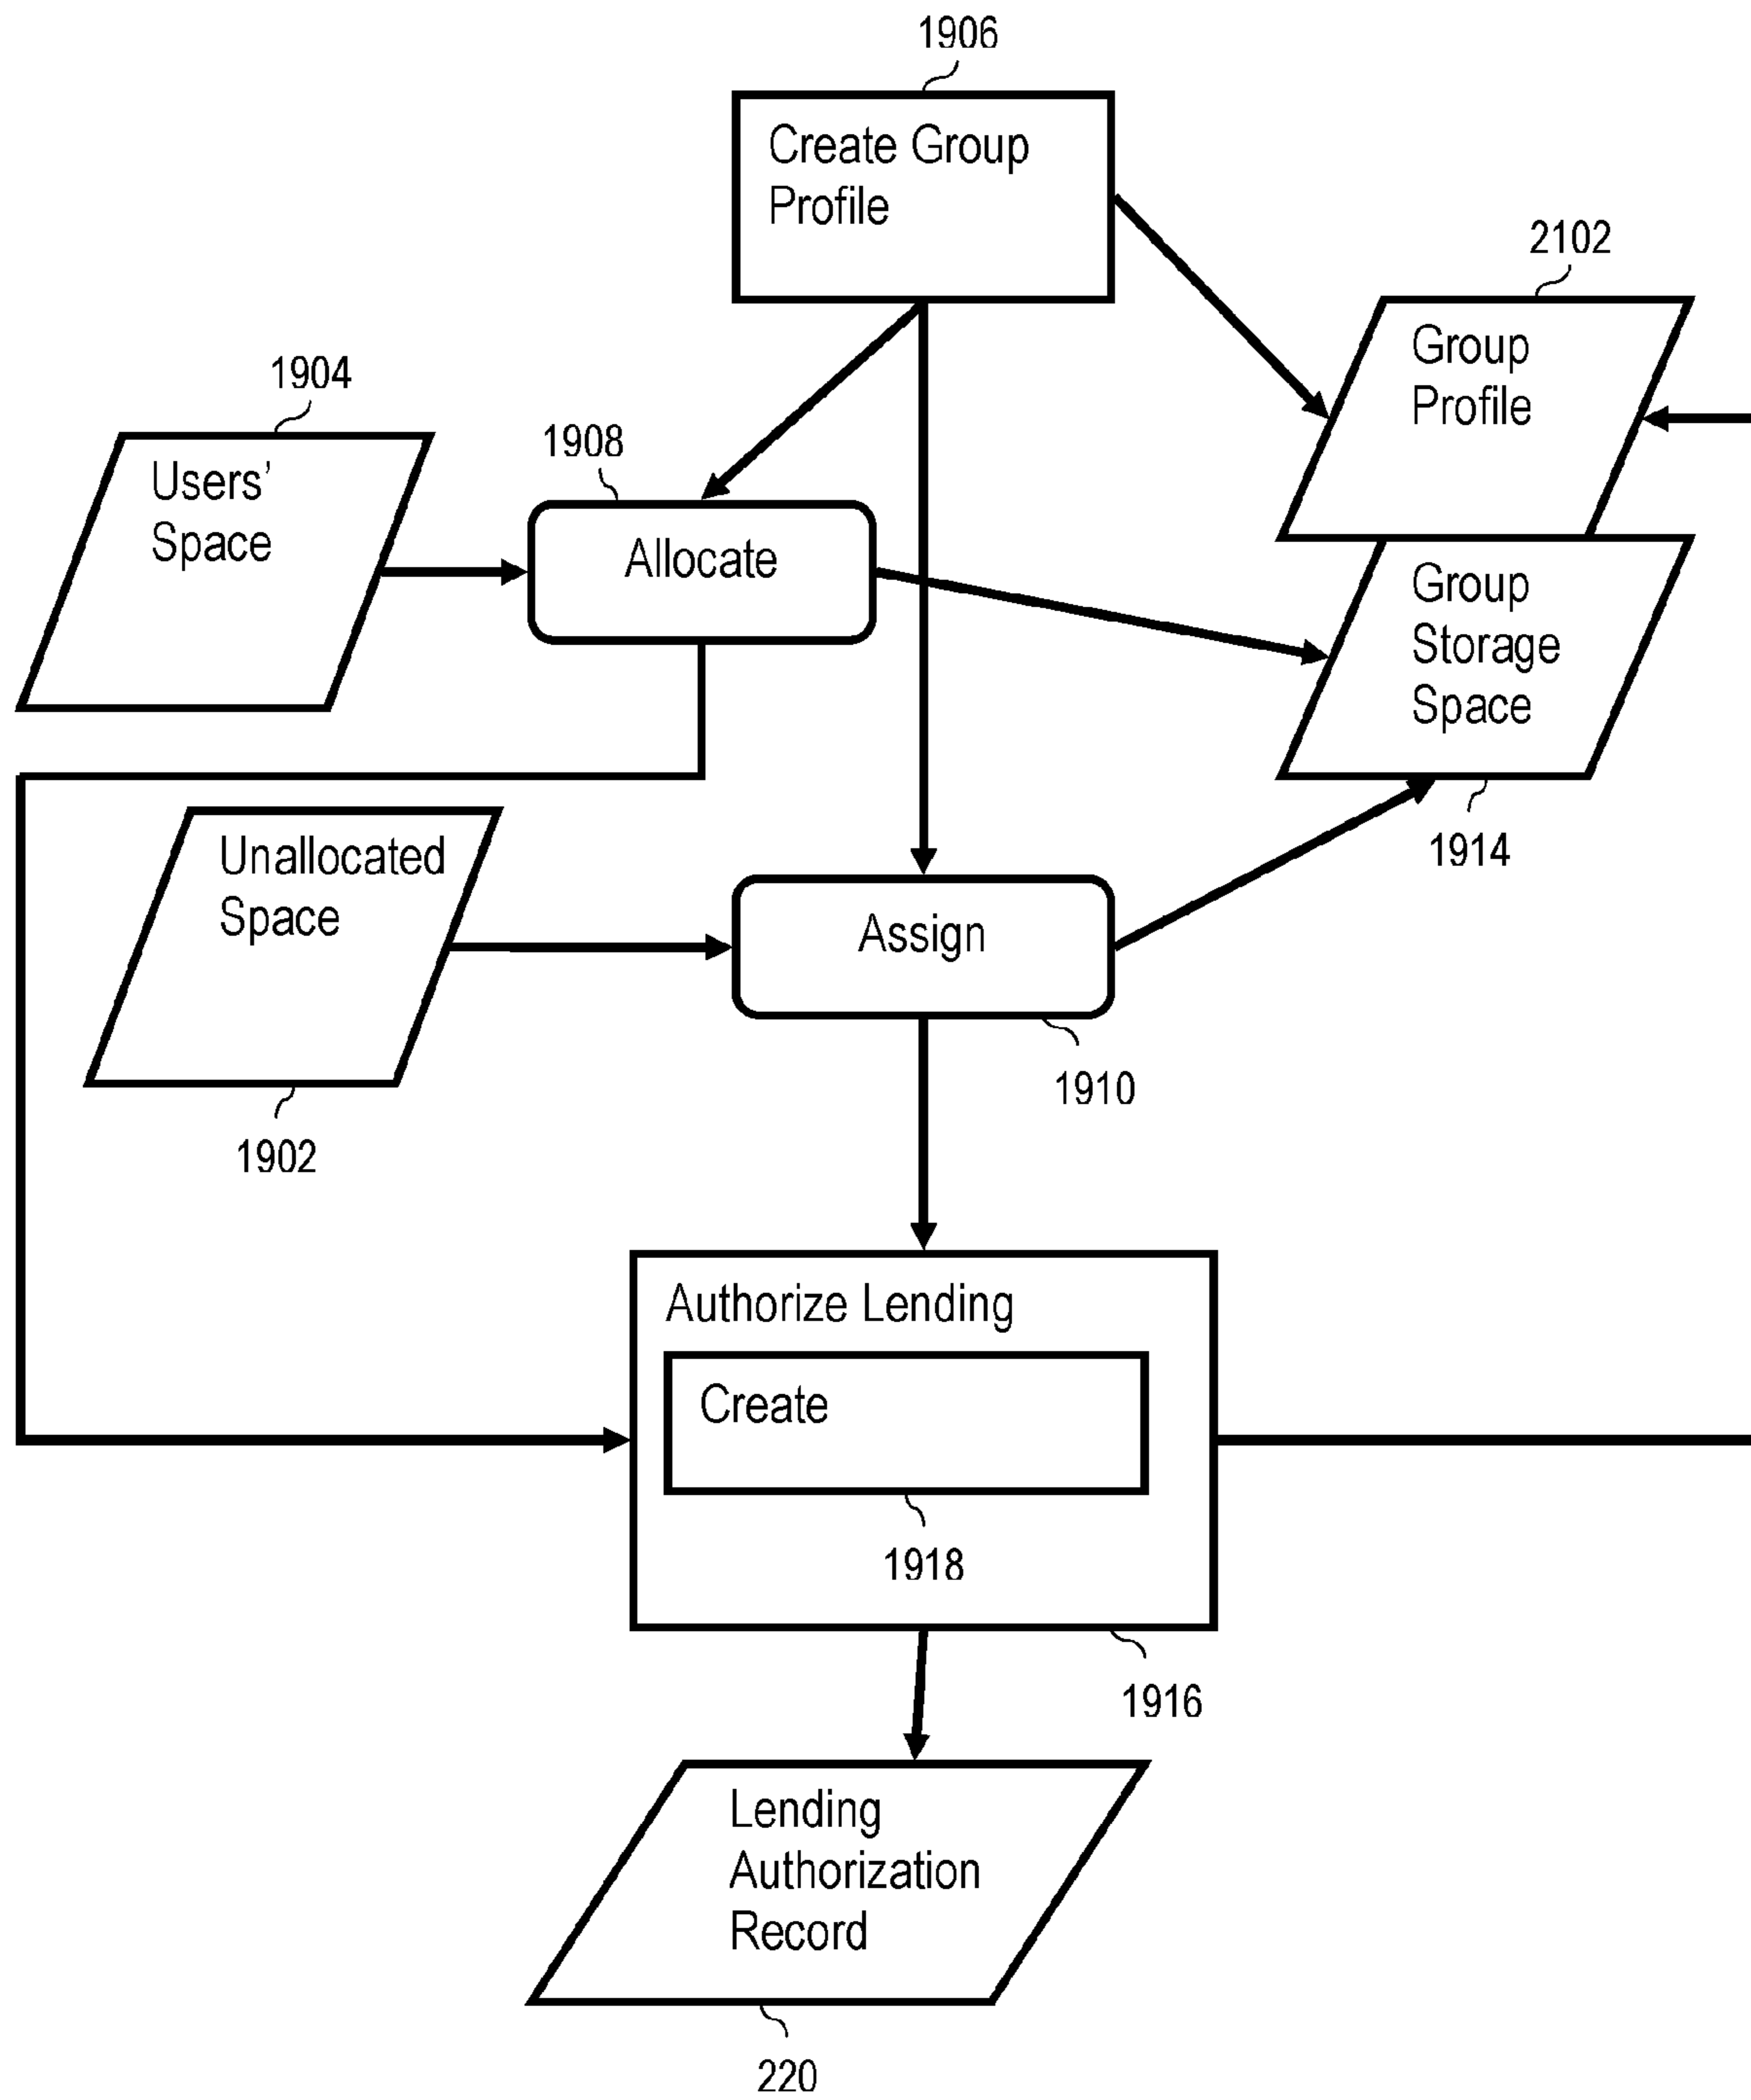 1906
Create Group
Profile
2102
Group
Profile
1904
Users’
Space
1908
Allocate
Group
Storage
Space
1914
Unallocated
Space
1902
Assign
1910
Authorize Lending
Create
1918
1916
Lending
Authorization
Record
220